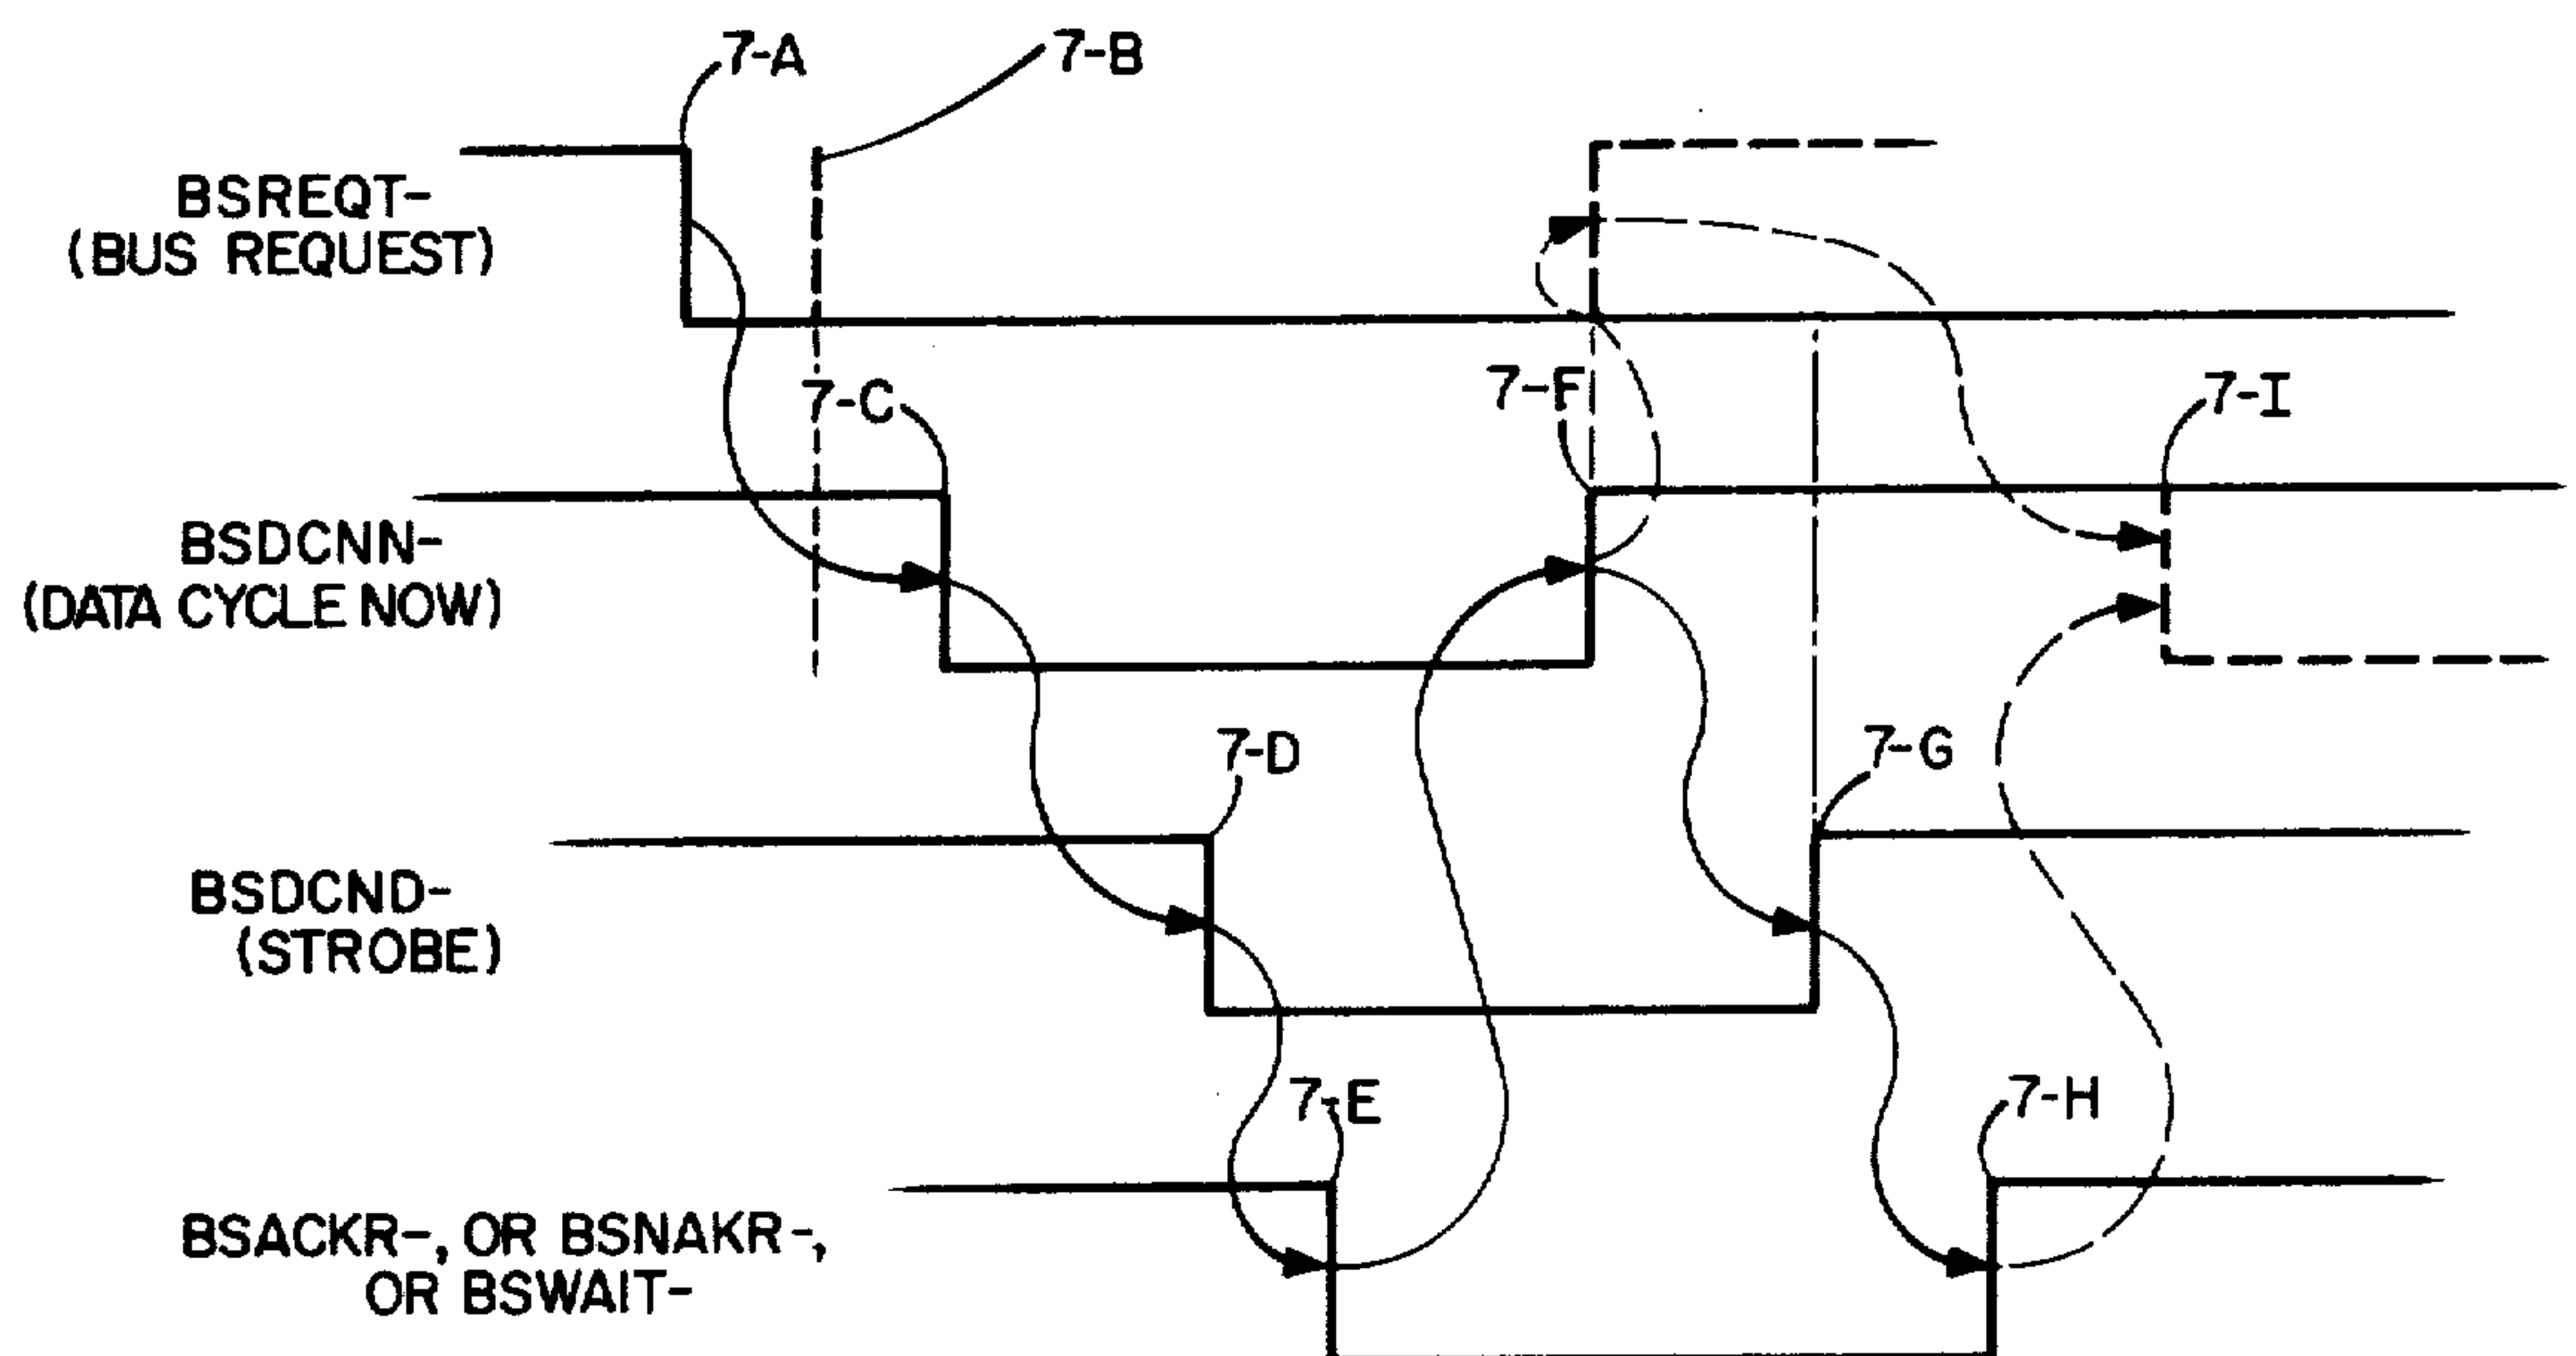 7-A
7-B
BSREQT-
(BUS REQUEST)
7-C
7-F
7-I
BSDCNN-
(DATA CYCLE NOW)
7-D
7-G
BSDCND-
(STROBE)
7-E
7-H
BSACKR-, OR BSNAKR-,
OR BSWAIT-